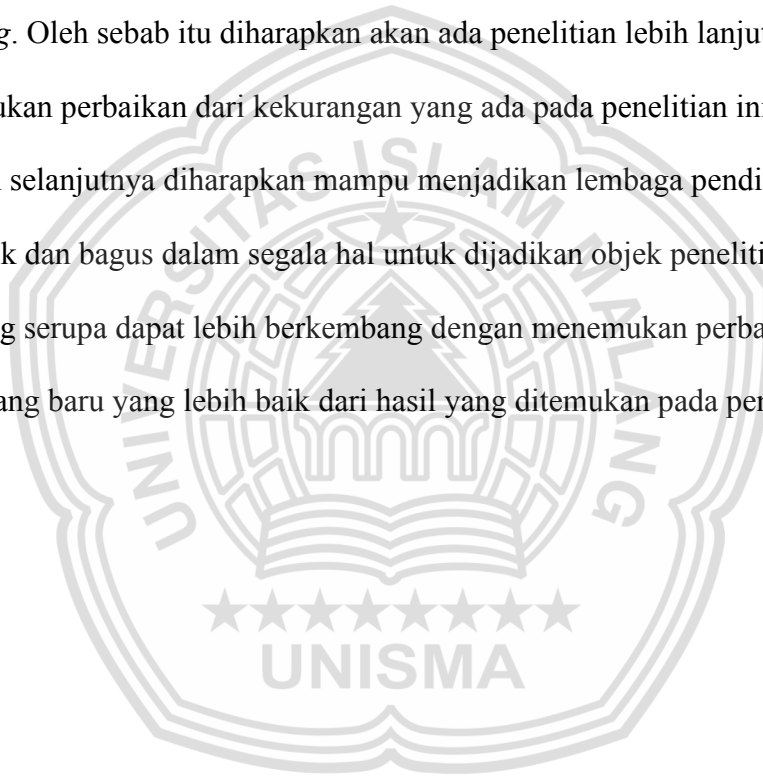 g. Oleh sebab itu diharapkan akan ada penelitian lebih lanjut
ukan perbaikan dari kekurangan yang ada pada penelitian ini
selanjutnya diharapkan mampu menjadikan lembaga pendi
k dan bagus dalam segala hal untuk dijadikan objek peneliti
g serupa dapat lebih berkembang dengan menemukan perba
ang baru yang lebih baik dari hasil yang ditemukan pada pen
UNIVERSITAS ISLAM MALANG
UNISMA